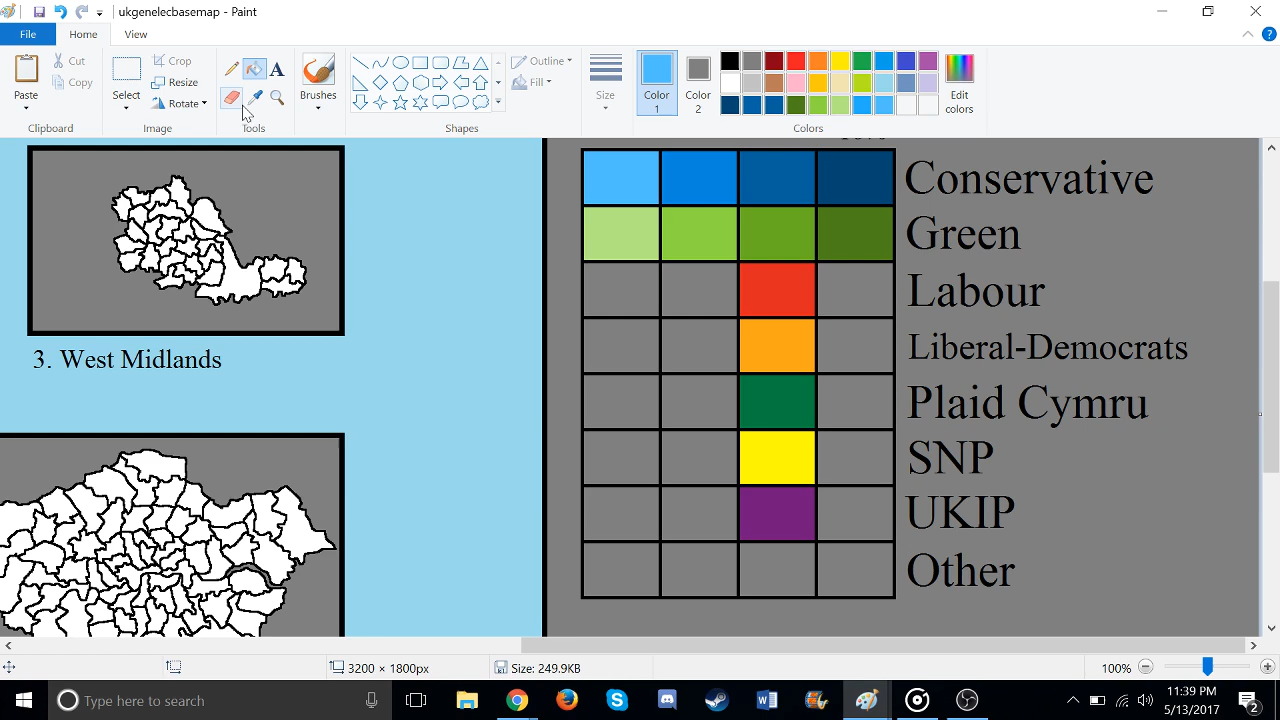 ukgenelecbasemap - Paint
File
Home
View
Paste
Cut
Copy
Clipboard
Select
Crop
Resize
Rotate
Image
A
Tools
Brushes
Outline
Fill
Shapes
Size
Color
1
Color
2
Edit
colors
Colors
3. West Midlands
Conservative
Green
Labour
Liberal-Democrats
Plaid Cymru
SNP
UKIP
Other
3200 × 1800px
Size: 249.9KB
100%
Type here to search
11:39 PM
5/13/2017
2